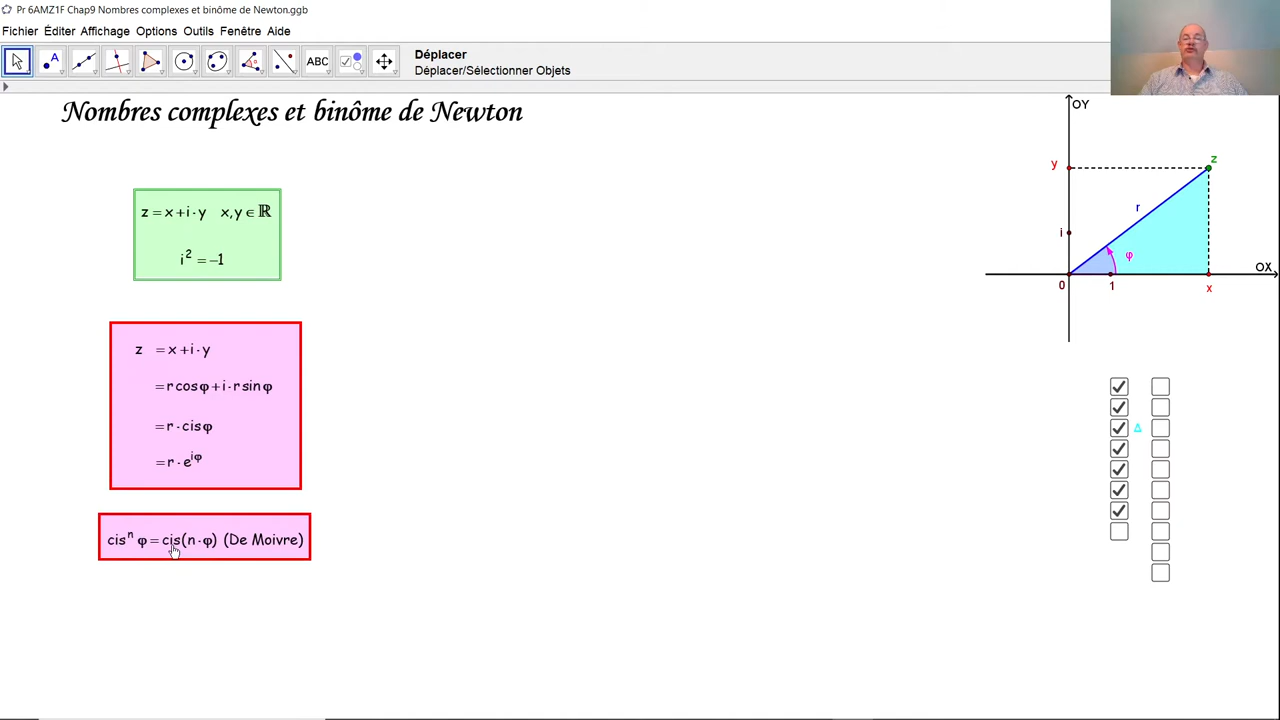 Pr 6AMZ1F Chap9 Nombres complexes et binôme de Newton.ggb
Fichier Éditer Affichage Options Outils Fenêtre Aide
A
ABC
Déplacer
Déplacer/Sélectionner Objets
Nombres complexes et binôme de Newton
z = x + i · y   x, y ∈ ℝ
i² = −1
z = x + i · y
= r cos φ + i · r sin φ
= r · cis φ
= r · e^{iφ}
cisⁿ φ = cis(n · φ) (De Moivre)
OY
y
z
r
i
φ
OX
0
1
x
Δ